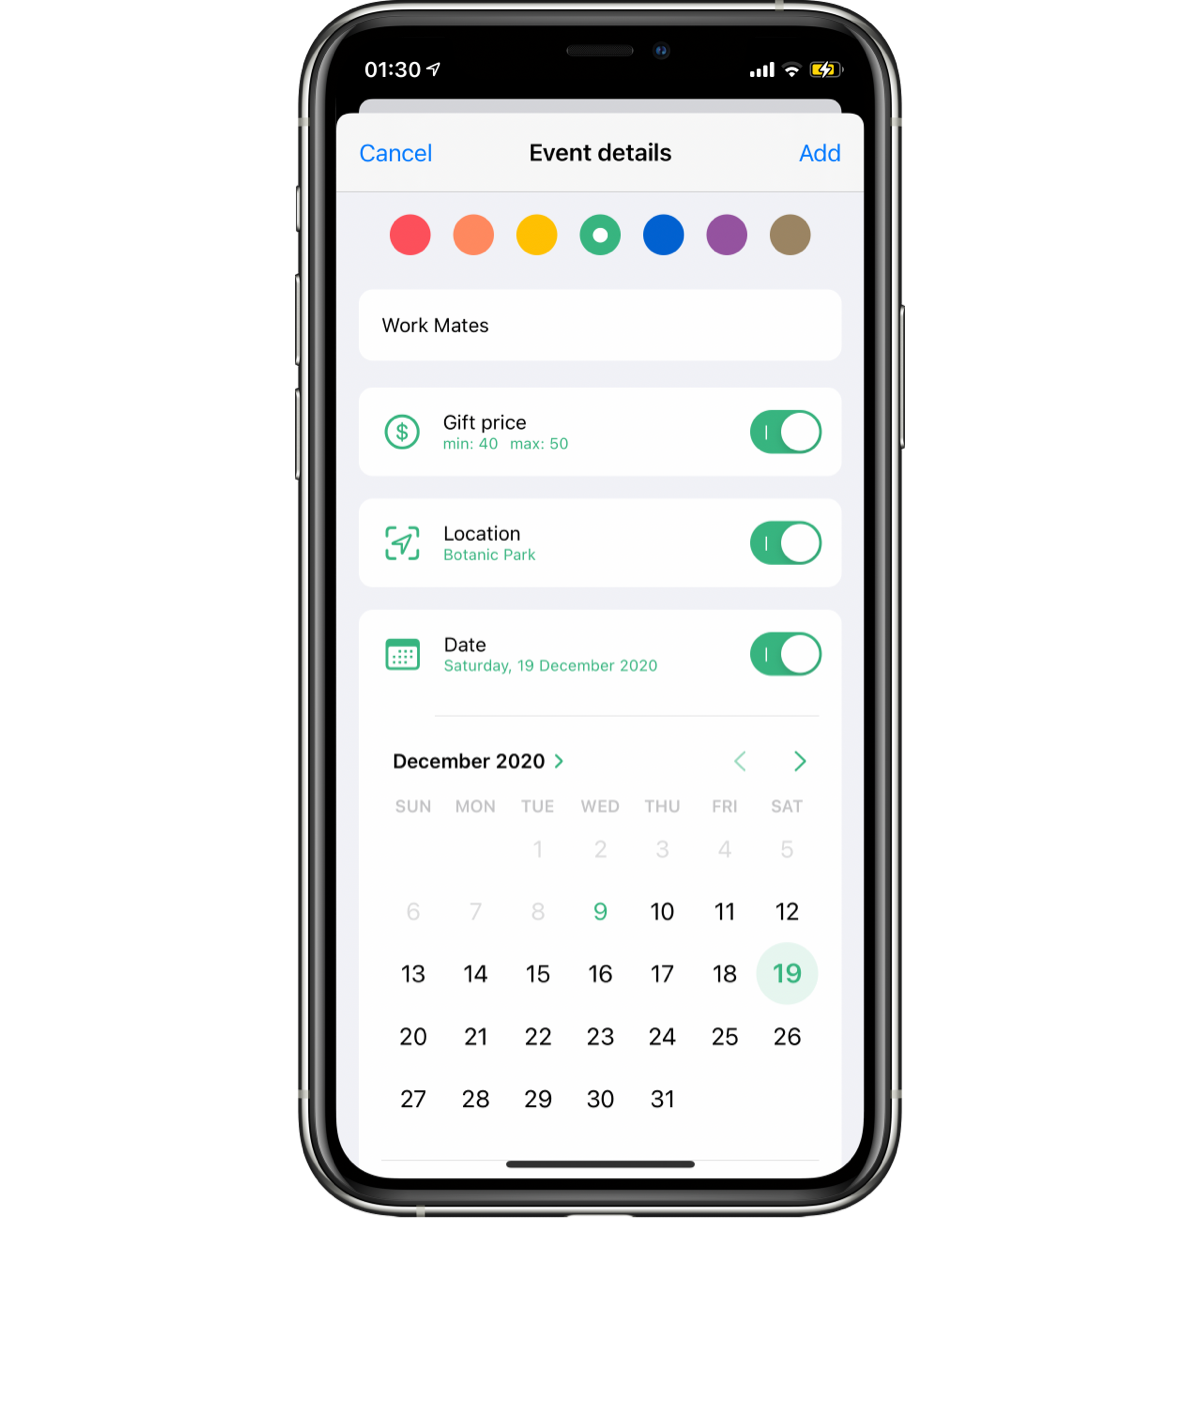 01:30
Cancel Event details Add
Work Mates
Gift price
min: 40 max: 50
Location
Botanic Park
Date
Saturday, 19 December 2020
December 2020
SUN MON TUE WED THU FRI SAT
1 2 3 4 5
6 7 8 9 10 11 12
13 14 15 16 17 18 19
20 21 22 23 24 25 26
27 28 29 30 31